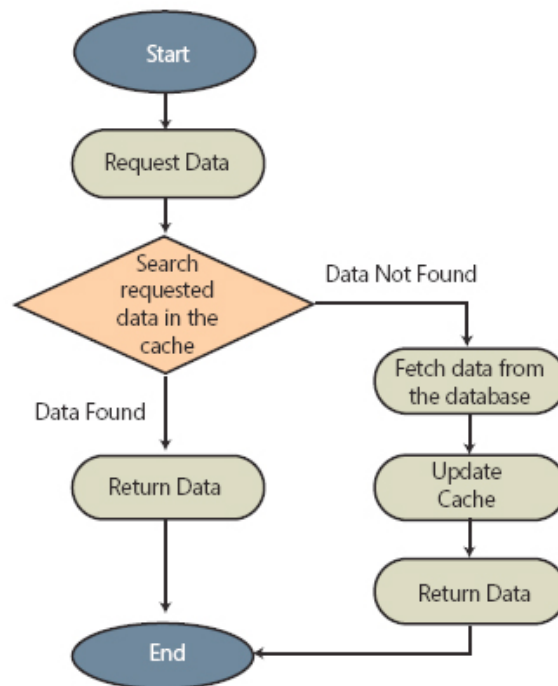 Start
Request Data
Search
requested
data in the
cache
Data Not Found
Fetch data from
the database
Data Found
Update
Cache
Return Data
Return Data
End